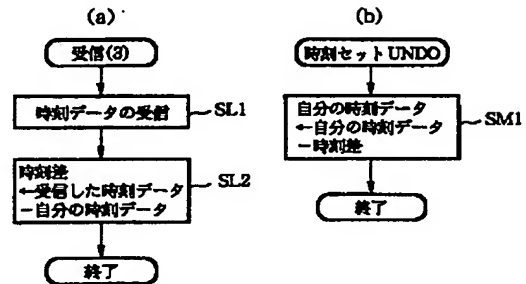 (a)
受信(3)
時刻データの受信
SL1
時刻差
←受信した時刻データ
－自分の時刻データ
SL2
終了
(b)
時刻セットUNDO
自分の時刻データ
←自分の時刻データ
－時刻差
SM1
終了